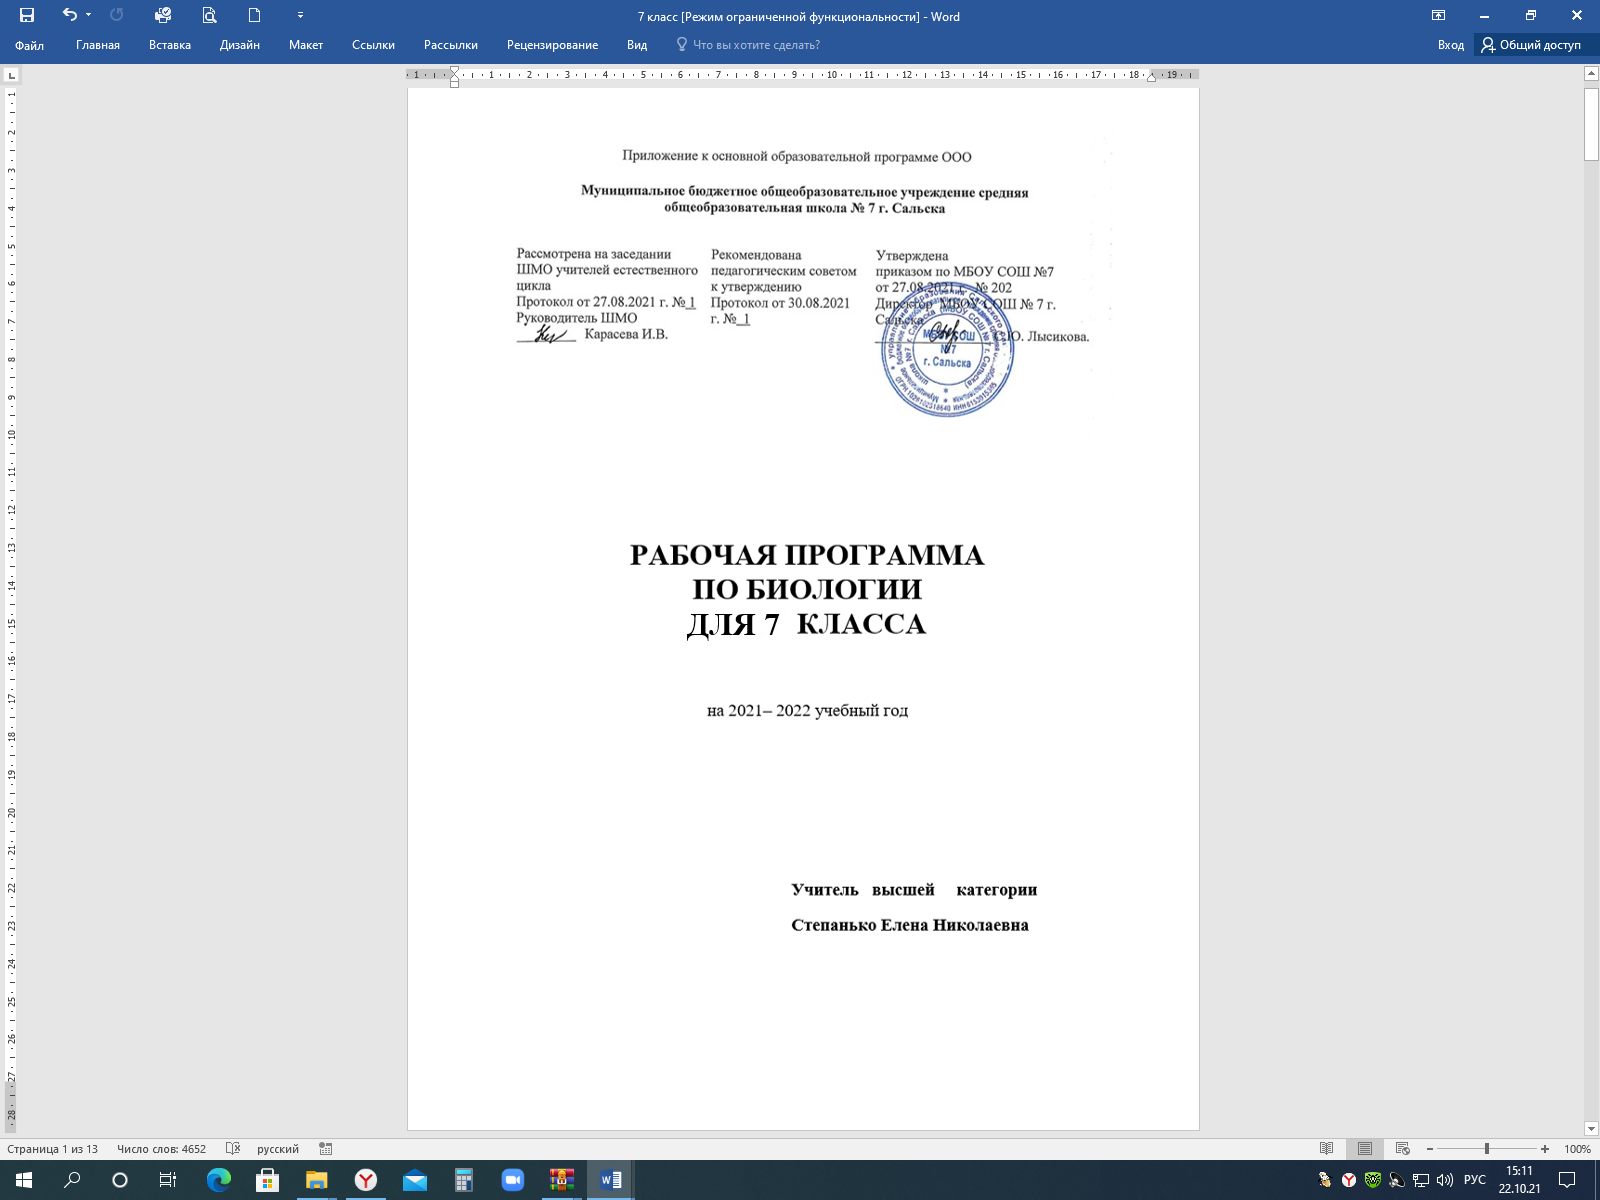 7 класс [Режим ограниченной функциональности] - Word
Файл Главная Вставка Дизайн Макет Ссылки Рассылки Рецензирование Вид Что вы хотите сделать? Вход Общий доступ
Приложение к основной образовательной программе ООО
Муниципальное бюджетное общеобразовательное учреждение средняя
общеобразовательная школа № 7 г. Сальска
Рассмотрена на заседании
ШМО учителей естественного
цикла
Протокол от 27.08.2021 г. № 1
Руководитель ШМО
Карасева И.В.
Рекомендована
педагогическим советом
к утверждению
Протокол от 30.08.2021
г. № 1
Утверждена
приказом по МБОУ СОШ №7
от 27.08.2021 г. № 202
Директор МБОУ СОШ № 7 г.
Сальска
Ю. Лысикова.
МБОУ СОШ
№7
г. Сальска
РАБОЧАЯ ПРОГРАММА
ПО БИОЛОГИИ
ДЛЯ 7 КЛАССА
на 2021– 2022 учебный год
Учитель высшей категории
Степанько Елена Николаевна
Страница 1 из 13 Число слов: 4652 русский 100%
РУС 15:11
22.10.21